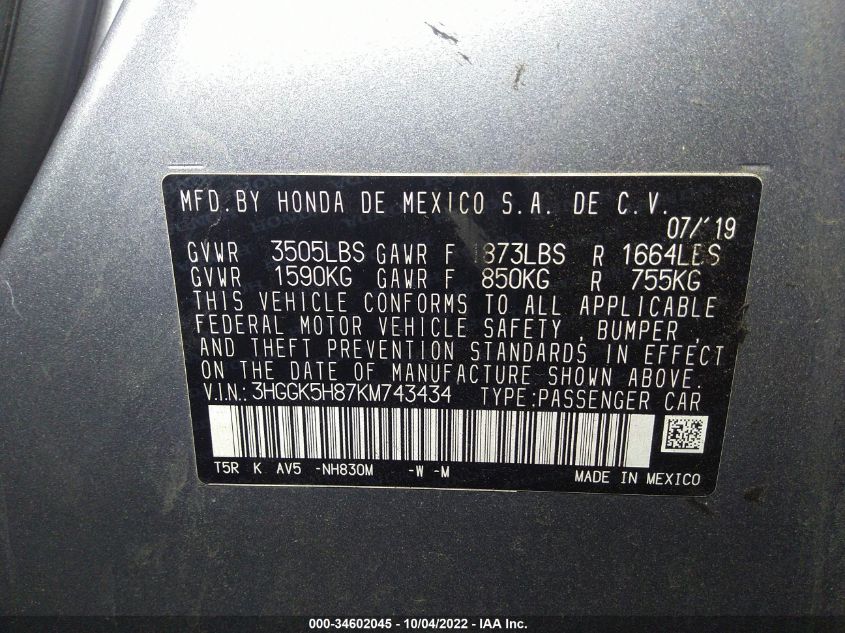 MFD. BY HONDA DE MEXICO S.A. DE C.V.
07/'19
GVWR 3505LBS GAWR F 1873LBS R 1664LBS
GVWR 1590KG GAWR F 850KG R 755KG
THIS VEHICLE CONFORMS TO ALL APPLICABLE
FEDERAL MOTOR VEHICLE SAFETY, BUMPER,
AND THEFT PREVENTION STANDARDS IN EFFECT
ON THE DATE OF MANUFACTURE SHOWN ABOVE.
V.I.N.: 3HGGK5H87KM743434 TYPE:PASSENGER CAR
T5R K AV5 -NH830M -W -M
MADE IN MEXICO
000-34602045 - 10/04/2022 - IAA Inc.